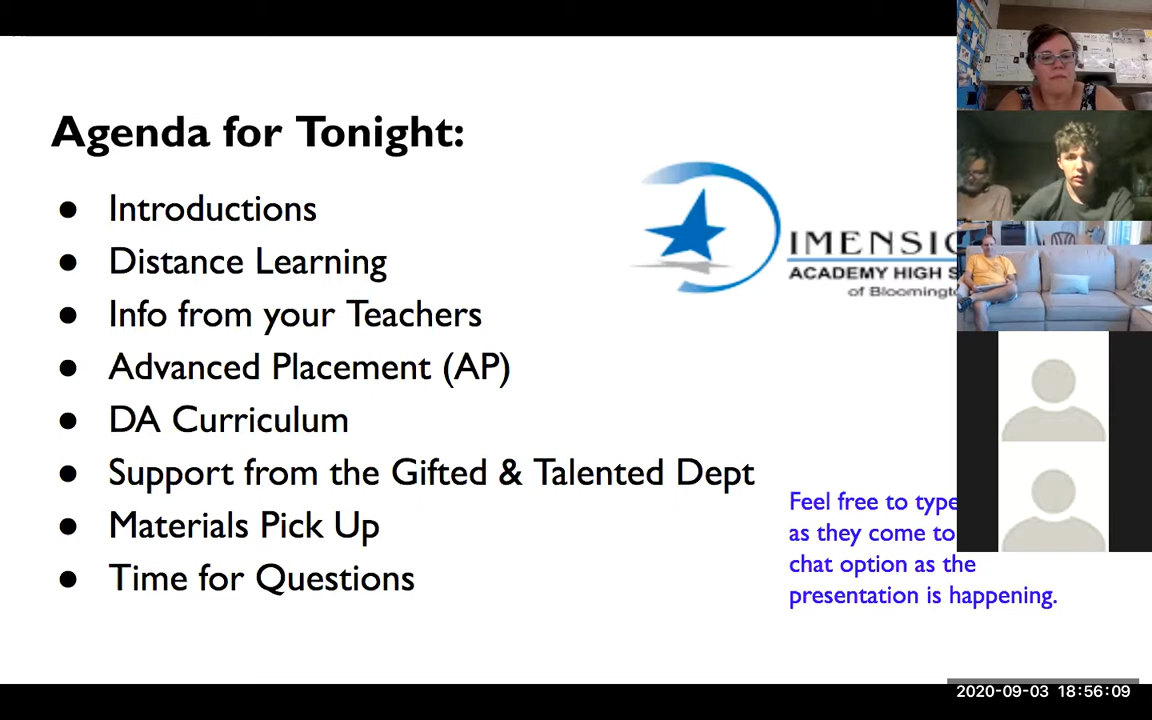 Agenda for Tonight:
● Introductions
● Distance Learning
● Info from your Teachers
● Advanced Placement (AP)
● DA Curriculum
● Support from the Gifted & Talented Dept
● Materials Pick Up
● Time for Questions
IMENSIO
ACADEMY HIGH S
of Bloomingto
Feel free to type
as they come to
chat option as the
presentation is happening.
2020-09-03 18:56:09